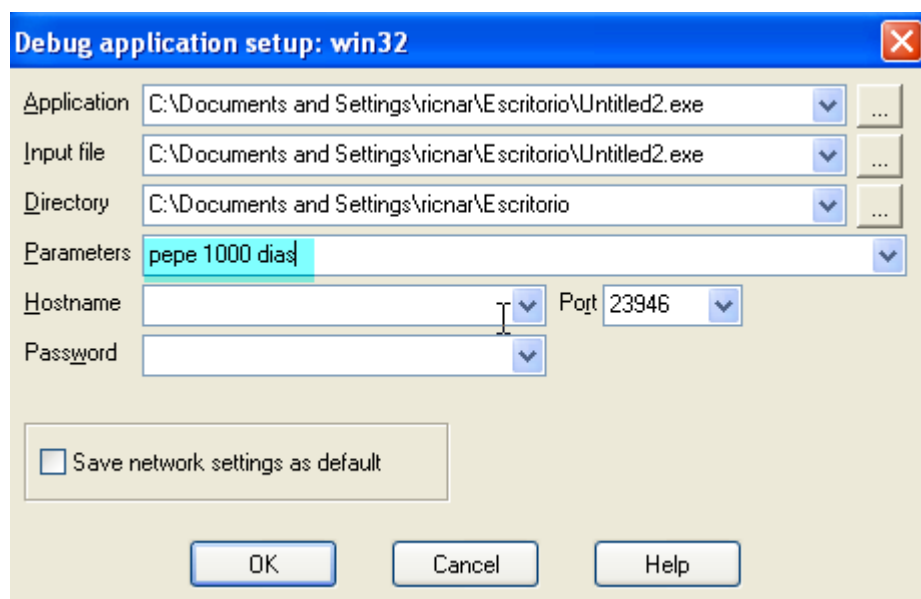 Debug application setup: win32
Application C:\Documents and Settings\ricnar\Escritorio\Untitled2.exe ...
Input file C:\Documents and Settings\ricnar\Escritorio\Untitled2.exe ...
Directory C:\Documents and Settings\ricnar\Escritorio ...
Parameters pepe 1000 dias
Hostname Port 23946
Password
Save network settings as default
OK Cancel Help